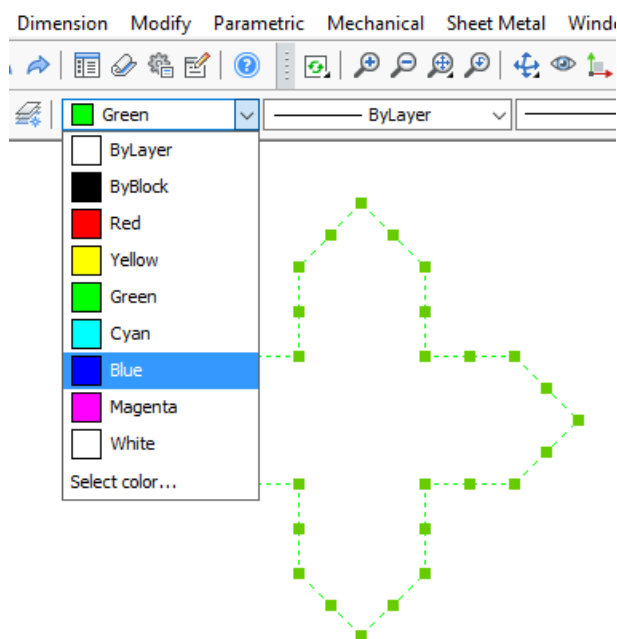 Dimension Modify Parametric Mechanical Sheet Metal Windo
Green ByLayer
ByLayer
ByBlock
Red
Yellow
Green
Cyan
Blue
Magenta
White
Select color...